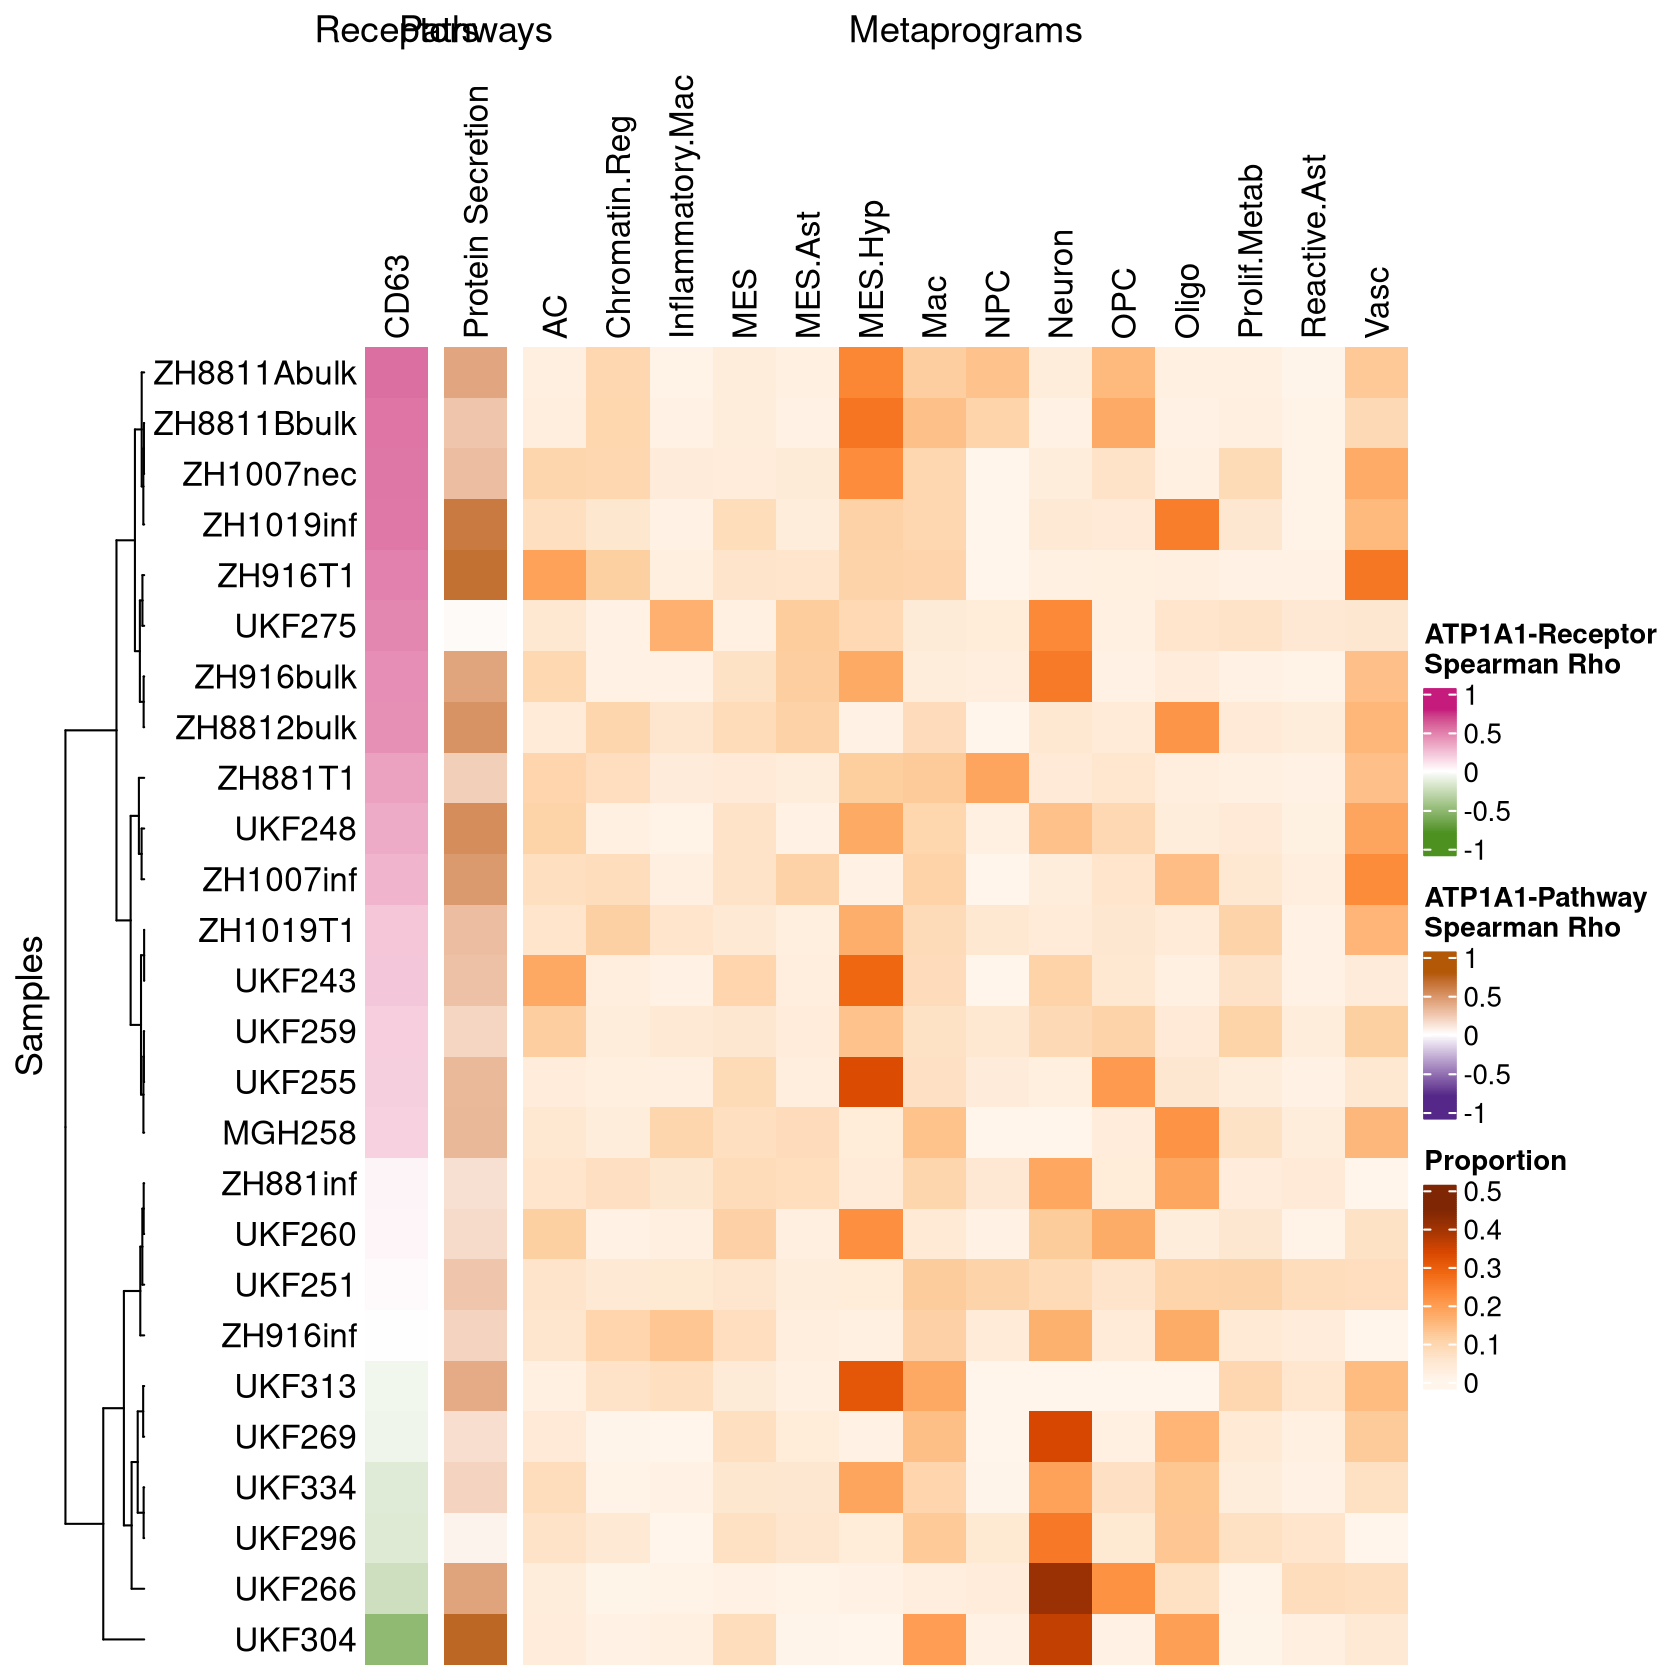 Receptors Pathways Metaprograms
CD63 Protein Secretion AC Chromatin.Reg Inflammatory.Mac MES MES.Ast MES.Hyp Mac NPC Neuron OPC Oligo Prolif.Metab Reactive.Ast Vasc
Samples
ZH8811Abulk
ZH8811Bbulk
ZH1007nec
ZH1019inf
ZH916T1
UKF275
ZH916bulk
ZH8812bulk
ZH881T1
UKF248
ZH1007inf
ZH1019T1
UKF243
UKF259
UKF255
MGH258
ZH881inf
UKF260
UKF251
ZH916inf
UKF313
UKF269
UKF334
UKF296
UKF266
UKF304
ATP1A1-Receptor
Spearman Rho
1
0.5
0
-0.5
-1
ATP1A1-Pathway
Spearman Rho
1
0.5
0
-0.5
-1
Proportion
0.5
0.4
0.3
0.2
0.1
0